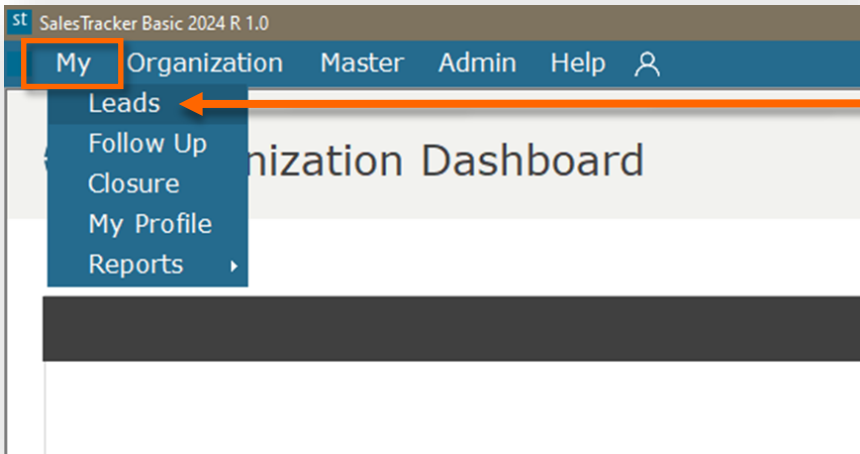 st SalesTracker Basic 2024 R 1.0
My Organization Master Admin Help
Leads
Follow Up
nization Dashboard
Closure
My Profile
Reports